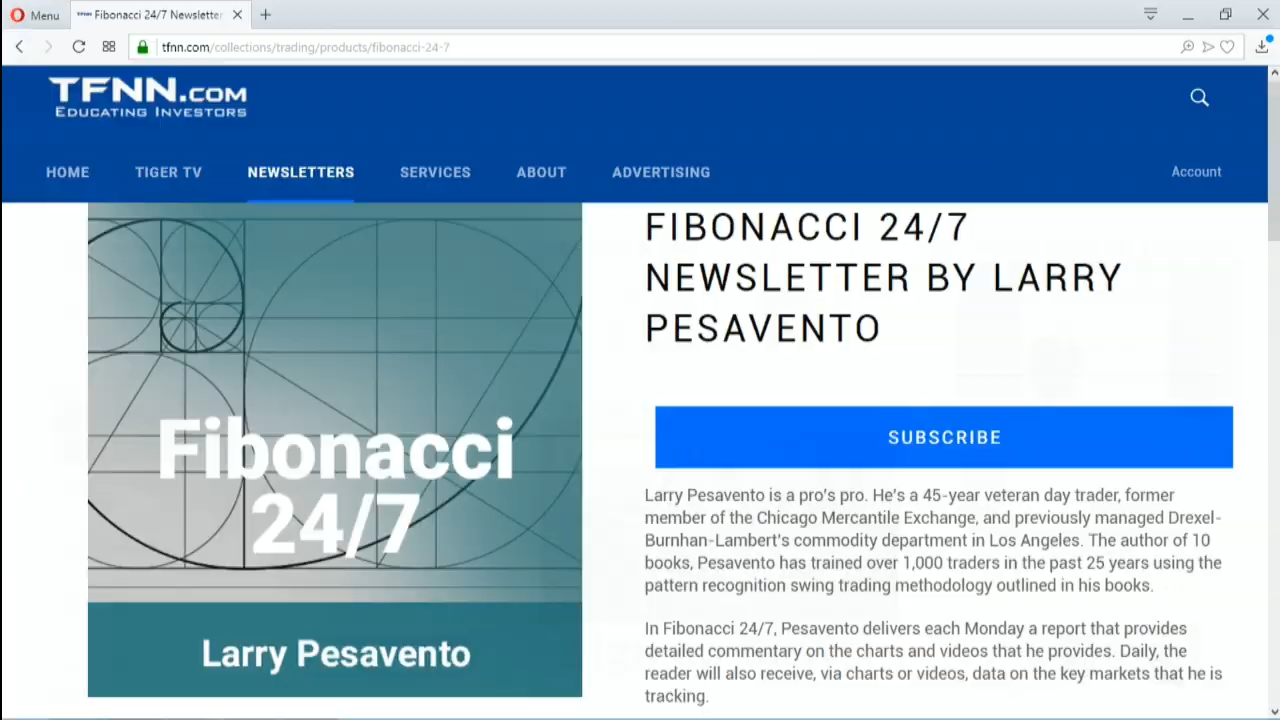 Menu
Fibonacci 24/7 Newsletter
tfnn.com/collections/trading/products/fibonacci-24-7
TFNN.COM
EDUCATING INVESTORS
HOME
TIGER TV
NEWSLETTERS
SERVICES
ABOUT
ADVERTISING
Account
Fibonacci
24/7
Larry Pesavento
FIBONACCI 24/7
NEWSLETTER BY LARRY
PESAVENTO
SUBSCRIBE
Larry Pesavento is a pro's pro. He's a 45-year veteran day trader, former
member of the Chicago Mercantile Exchange, and previously managed Drexel-
Burnhan-Lambert's commodity department in Los Angeles. The author of 10
books, Pesavento has trained over 1,000 traders in the past 25 years using the
pattern recognition swing trading methodology outlined in his books.
In Fibonacci 24/7, Pesavento delivers each Monday a report that provides
detailed commentary on the charts and videos that he provides. Daily, the
reader will also receive, via charts or videos, data on the key markets that he is
tracking.